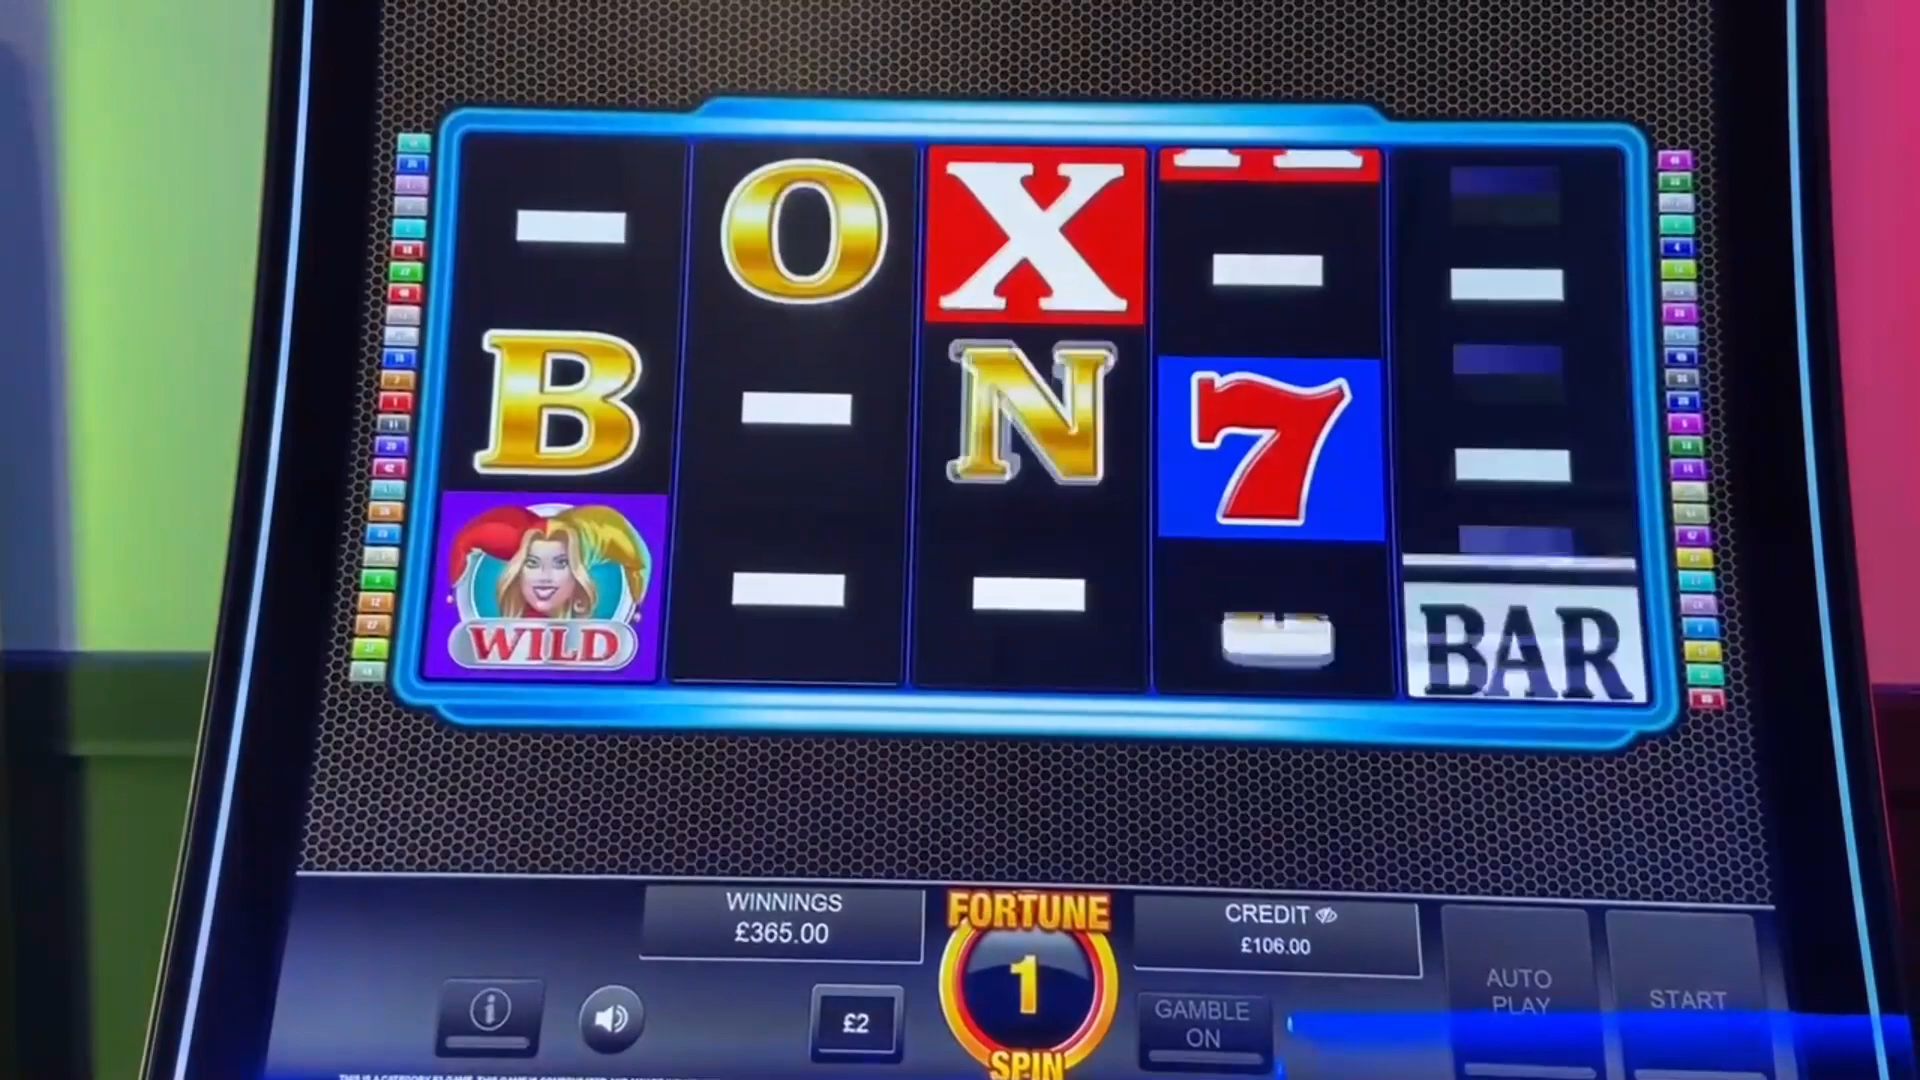 O X
B N 7
WILD
BAR
WINNINGS
£365.00
FORTUNE
1
SPIN
CREDIT
£106.00
£2
GAMBLE
ON
AUTO
PLAY
START